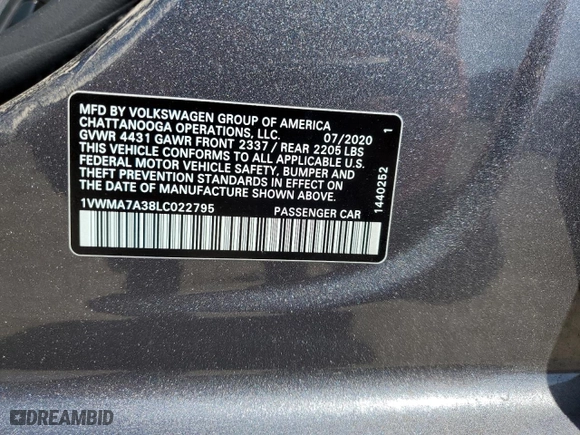 MFD BY VOLKSWAGEN GROUP OF AMERICA
CHATTANOOGA OPERATIONS, LLC. 07/2020 1
GVWR 4431 GAWR FRONT 2337 / REAR 2205 LBS
THIS VEHICLE CONFORMS TO ALL APPLICABLE U.S.
FEDERAL MOTOR VEHICLE SAFETY, BUMPER AND
THEFT PREVENTION STANDARDS IN EFFECT ON
THE DATE OF MANUFACTURE SHOWN ABOVE.
1VWMA7A38LC022795 PASSENGER CAR
1440252
DREAMBID